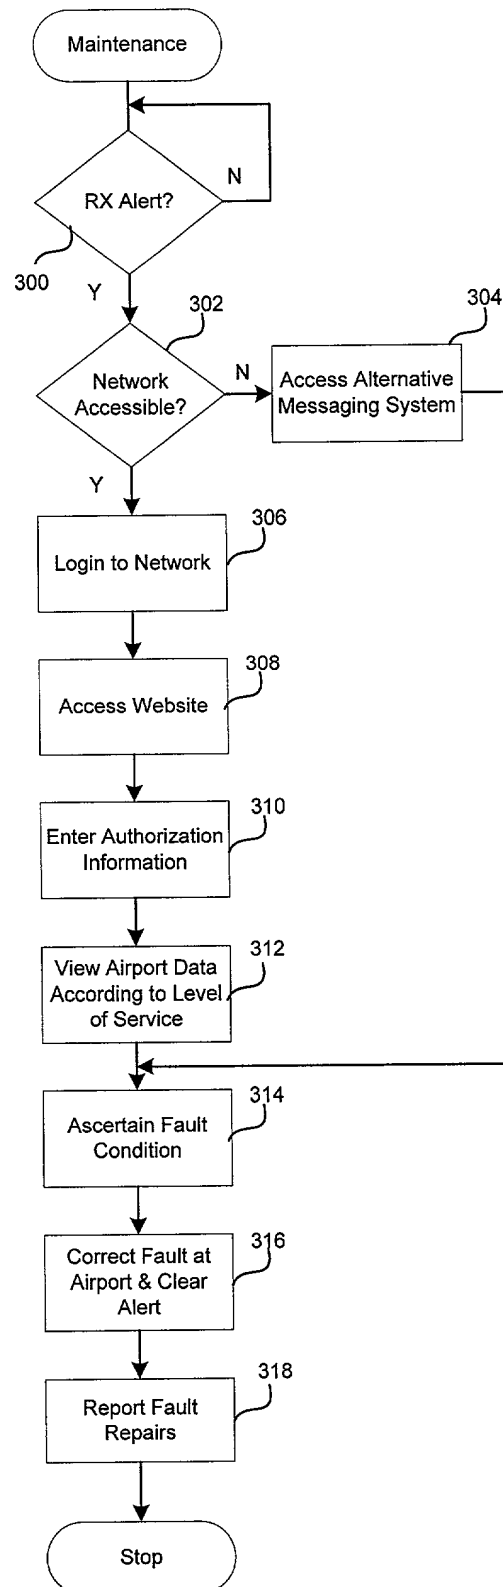 Maintenance
RX Alert?
N
300
Y
302
304
Network
Accessible?
N
Access Alternative
Messaging System
Y
306
Login to Network
308
Access Website
310
Enter Authorization
Information
312
View Airport Data
According to Level
of Service
314
Ascertain Fault
Condition
316
Correct Fault at
Airport & Clear
Alert
318
Report Fault
Repairs
Stop